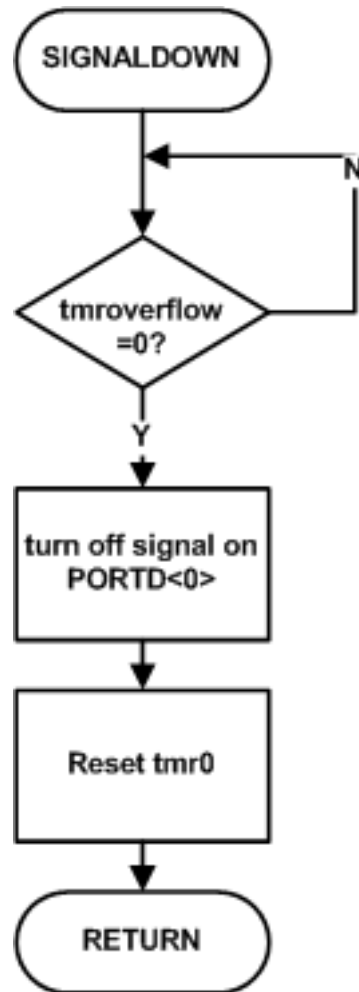 SIGNALDOWN
N
tmroverflow
=0?
Y
turn off signal on
PORTD<0>
Reset tmr0
RETURN